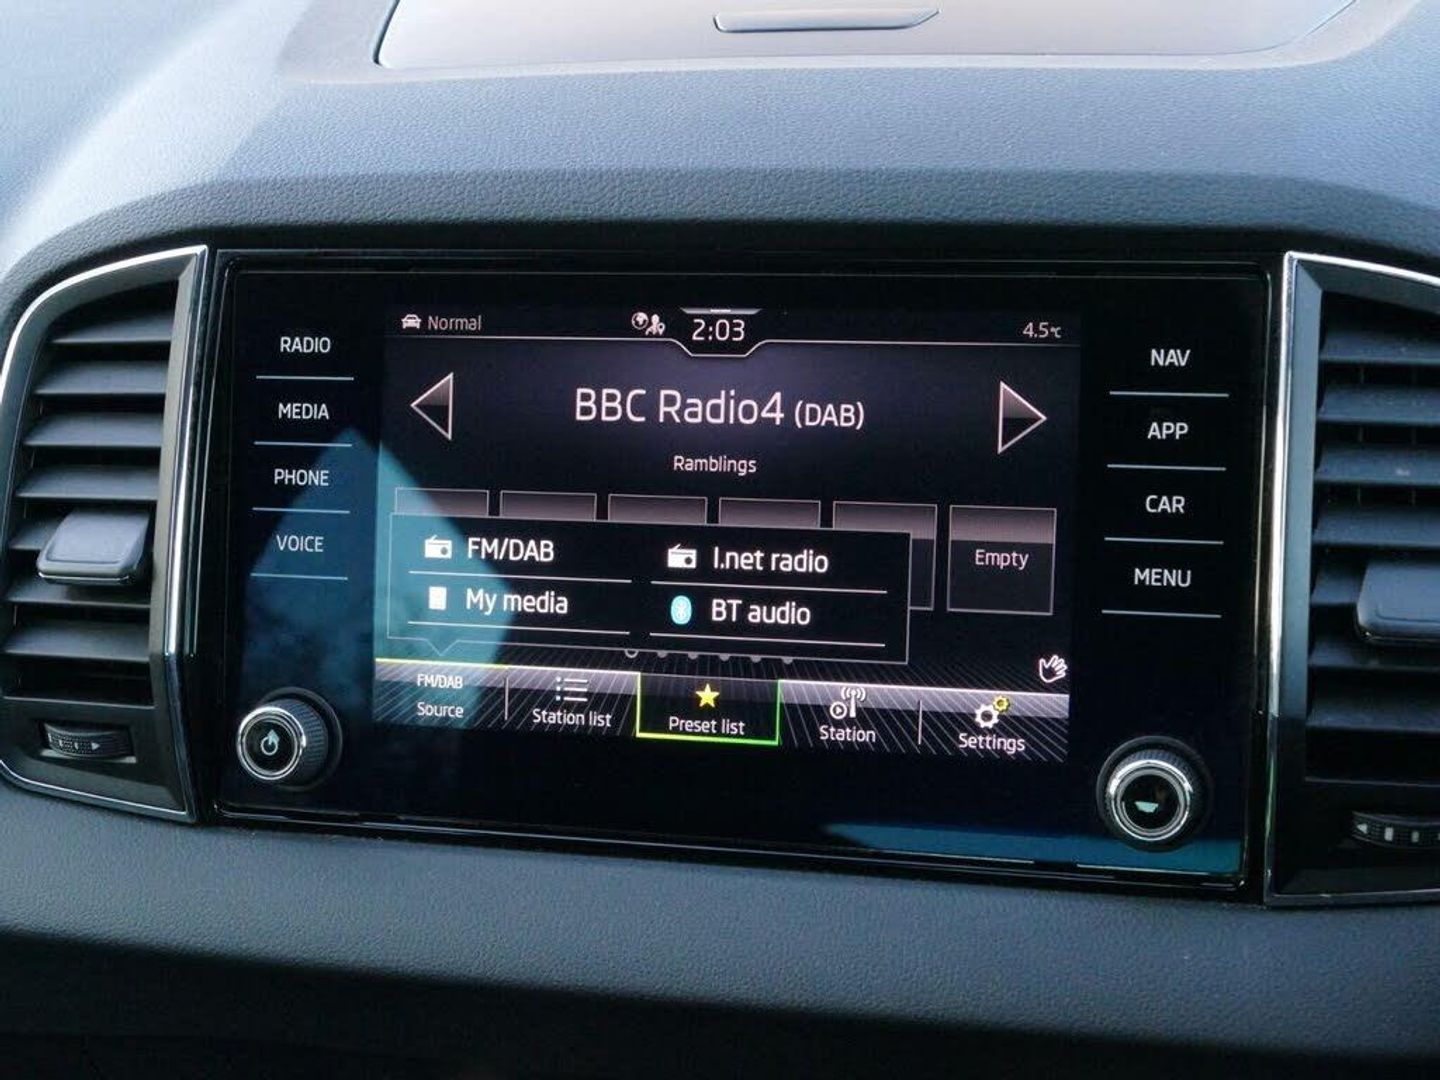 RADIO
MEDIA
PHONE
VOICE
Normal
2:03
4.5°C
BBC Radio4 (DAB)
Ramblings
Empty
FM/DAB
I.net radio
My media
BT audio
FM/DAB
Source
Station list
Preset list
Station
Settings
NAV
APP
CAR
MENU